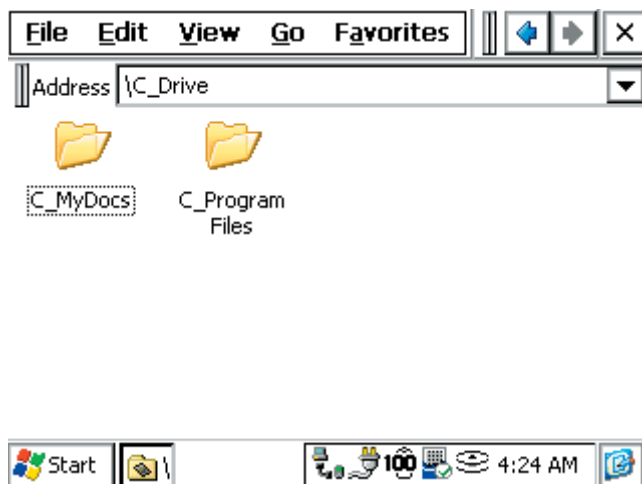 File Edit View Go Favorites
Address \C_Drive
C_MyDocs C_Program
Files
Start \ 100 4:24 AM